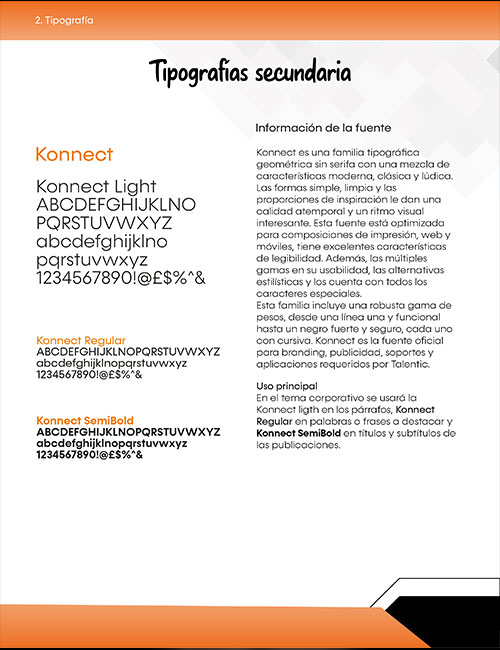 2. Tipografía
Tipografías secundaria
Konnect
Konnect Light
ABCDEFGHIJKLNO
PQRSTUVWXYZ
abcdefghijklno
pqrstuvwxyz
1234567890!@£$%^&
Konnect Regular
ABCDEFGHIJKLNOPQRSTUVWXYZ
abcdefghijklnopqrstuvwxyz
1234567890!@£$%^&
Konnect SemiBold
ABCDEFGHIJKLNOPQRSTUVWXYZ
abcdefghijklnopqrstuvwxyz
1234567890!@£$%^&
Información de la fuente
Konnect es una familia tipográfica
geométrica sin serifa con una mezcla de
características moderna, clásica y lúdica.
Las formas simple, limpia y las
proporciones de inspiración le dan una
calidad atemporal y un ritmo visual
interesante. Esta fuente está optimizada
para composiciones de impresión, web y
móviles, tiene excelentes características
de legibilidad. Además, las múltiples
gamas en su usabilidad, las alternativas
estilísticas y los cuenta con todos los
caracteres especiales.
Esta familia incluye una robusta gama de
pesos, desde una línea una y funcional
hasta un negro fuerte y seguro, cada uno
con cursiva. Konnect es la fuente oficial
para branding, publicidad, soportes y
aplicaciones requeridos por Talentic.
Uso principal
En el tema corporativo se usará la
Konnect ligth en los párrafos, Konnect
Regular en palabras o frases a destacar y
Konnect SemiBold en títulos y subtítulos de
las publicaciones.